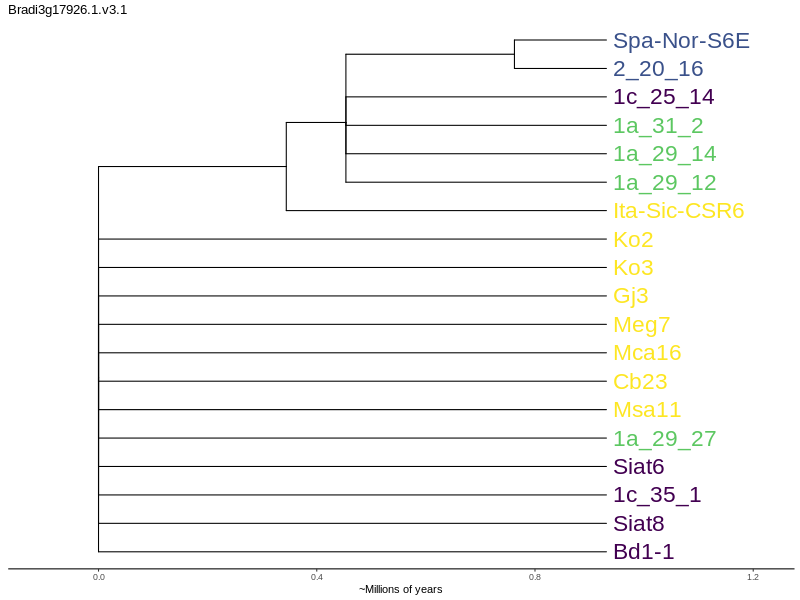 Bradi3g17926.1.v3.1
Spa-Nor-S6E
2_20_16
1c_25_14
1a_31_2
1a_29_14
1a_29_12
Ita-Sic-CSR6
Ko2
Ko3
Gj3
Meg7
Mca16
Cb23
Msa11
1a_29_27
Siat6
1c_35_1
Siat8
Bd1-1
0.0 0.4 0.8 1.2
~Millions of years